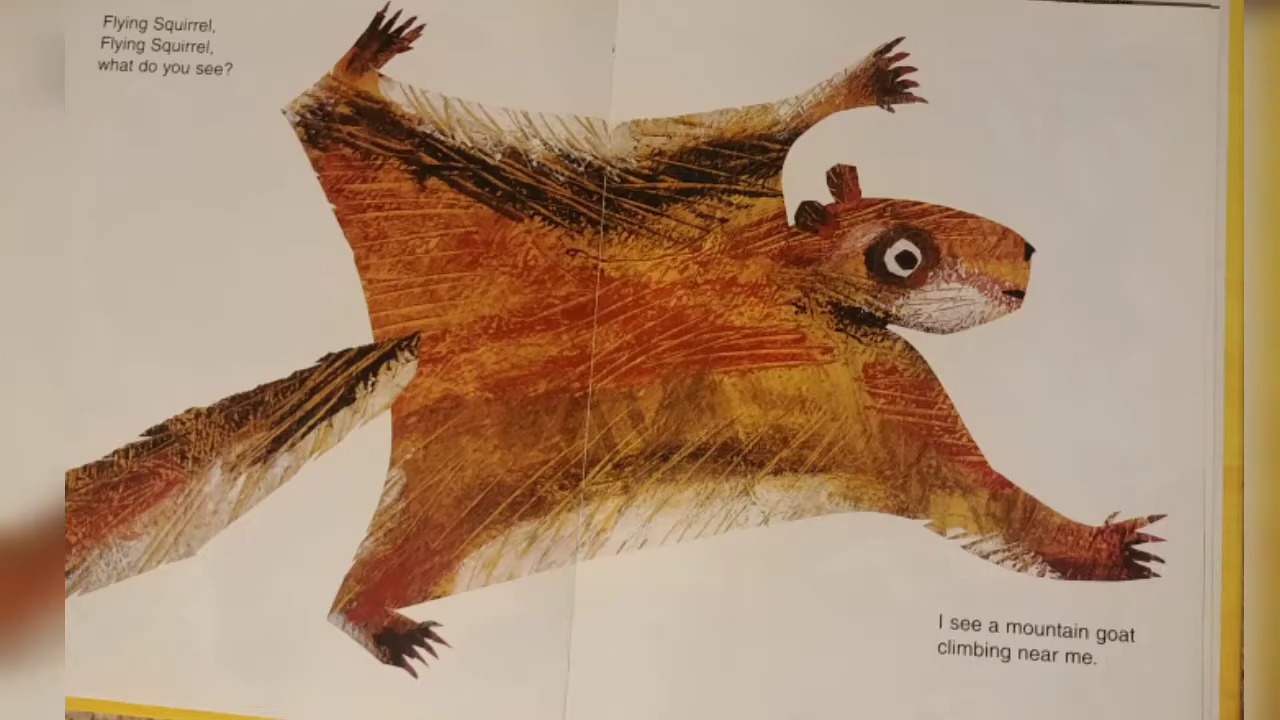 Flying Squirrel,
Flying Squirrel,
what do you see?
I see a mountain goat
climbing near me.